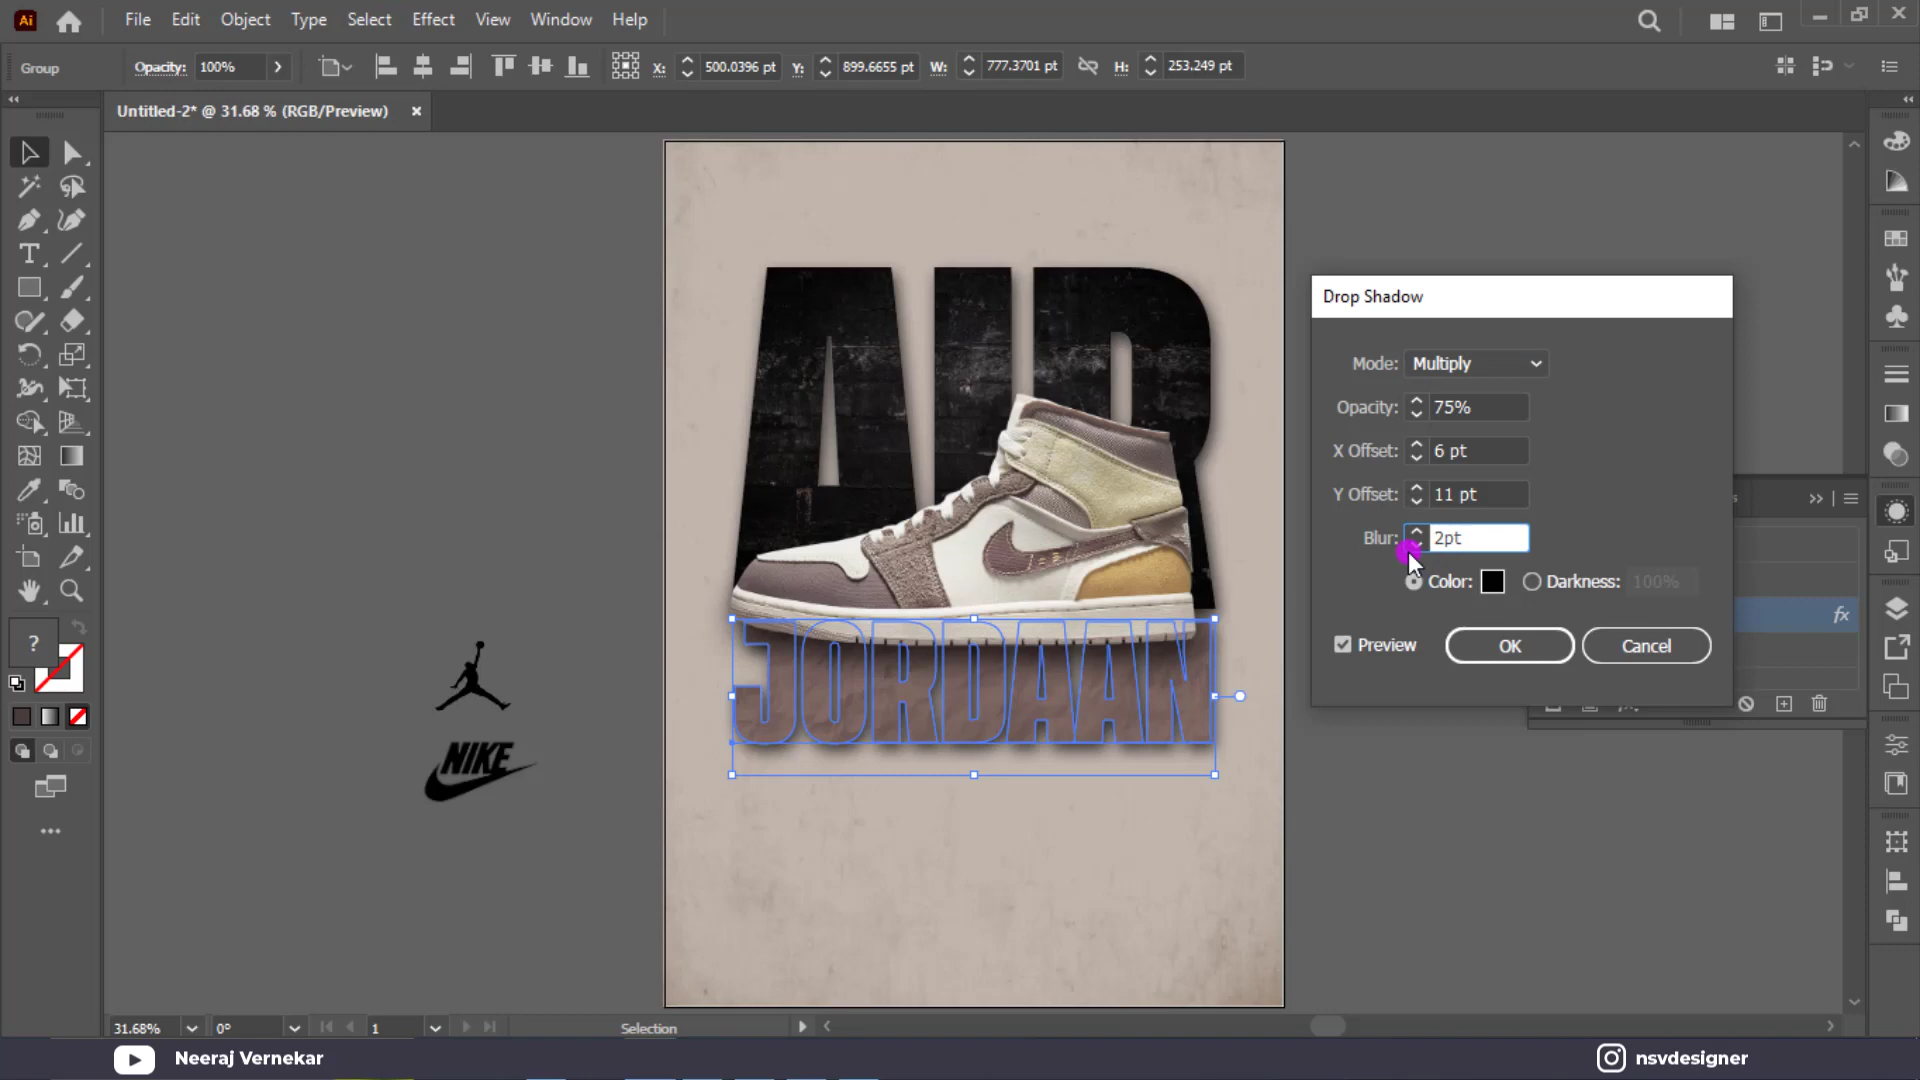 Ai File Edit Object Type Select Effect View Window Help
Group Opacity: 100% X: 500.0396 pt Y: 899.6655 pt W: 777.3701 pt H: 253.249 pt
Untitled-2* @ 31.68 % (RGB/Preview) ×
AIR
JORDAAN
NIKE
Drop Shadow
Mode: Multiply
Opacity: 75%
X Offset: 6 pt
Y Offset: 11 pt
Blur: 2pt
Color: Darkness: 100%
Preview OK Cancel
fx
?
31.68% 0° 1 Selection
Neeraj Vernekar nsvdesigner